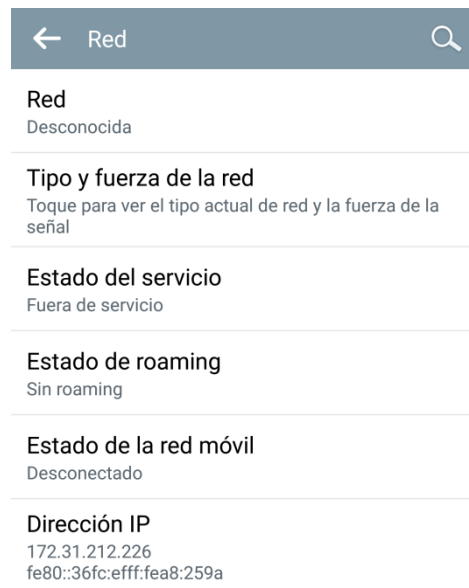 Red
Red
Desconocida
Tipo y fuerza de la red
Toque para ver el tipo actual de red y la fuerza de la
señal
Estado del servicio
Fuera de servicio
Estado de roaming
Sin roaming
Estado de la red móvil
Desconectado
Dirección IP
172.31.212.226
fe80::36fc:efff:fea8:259a